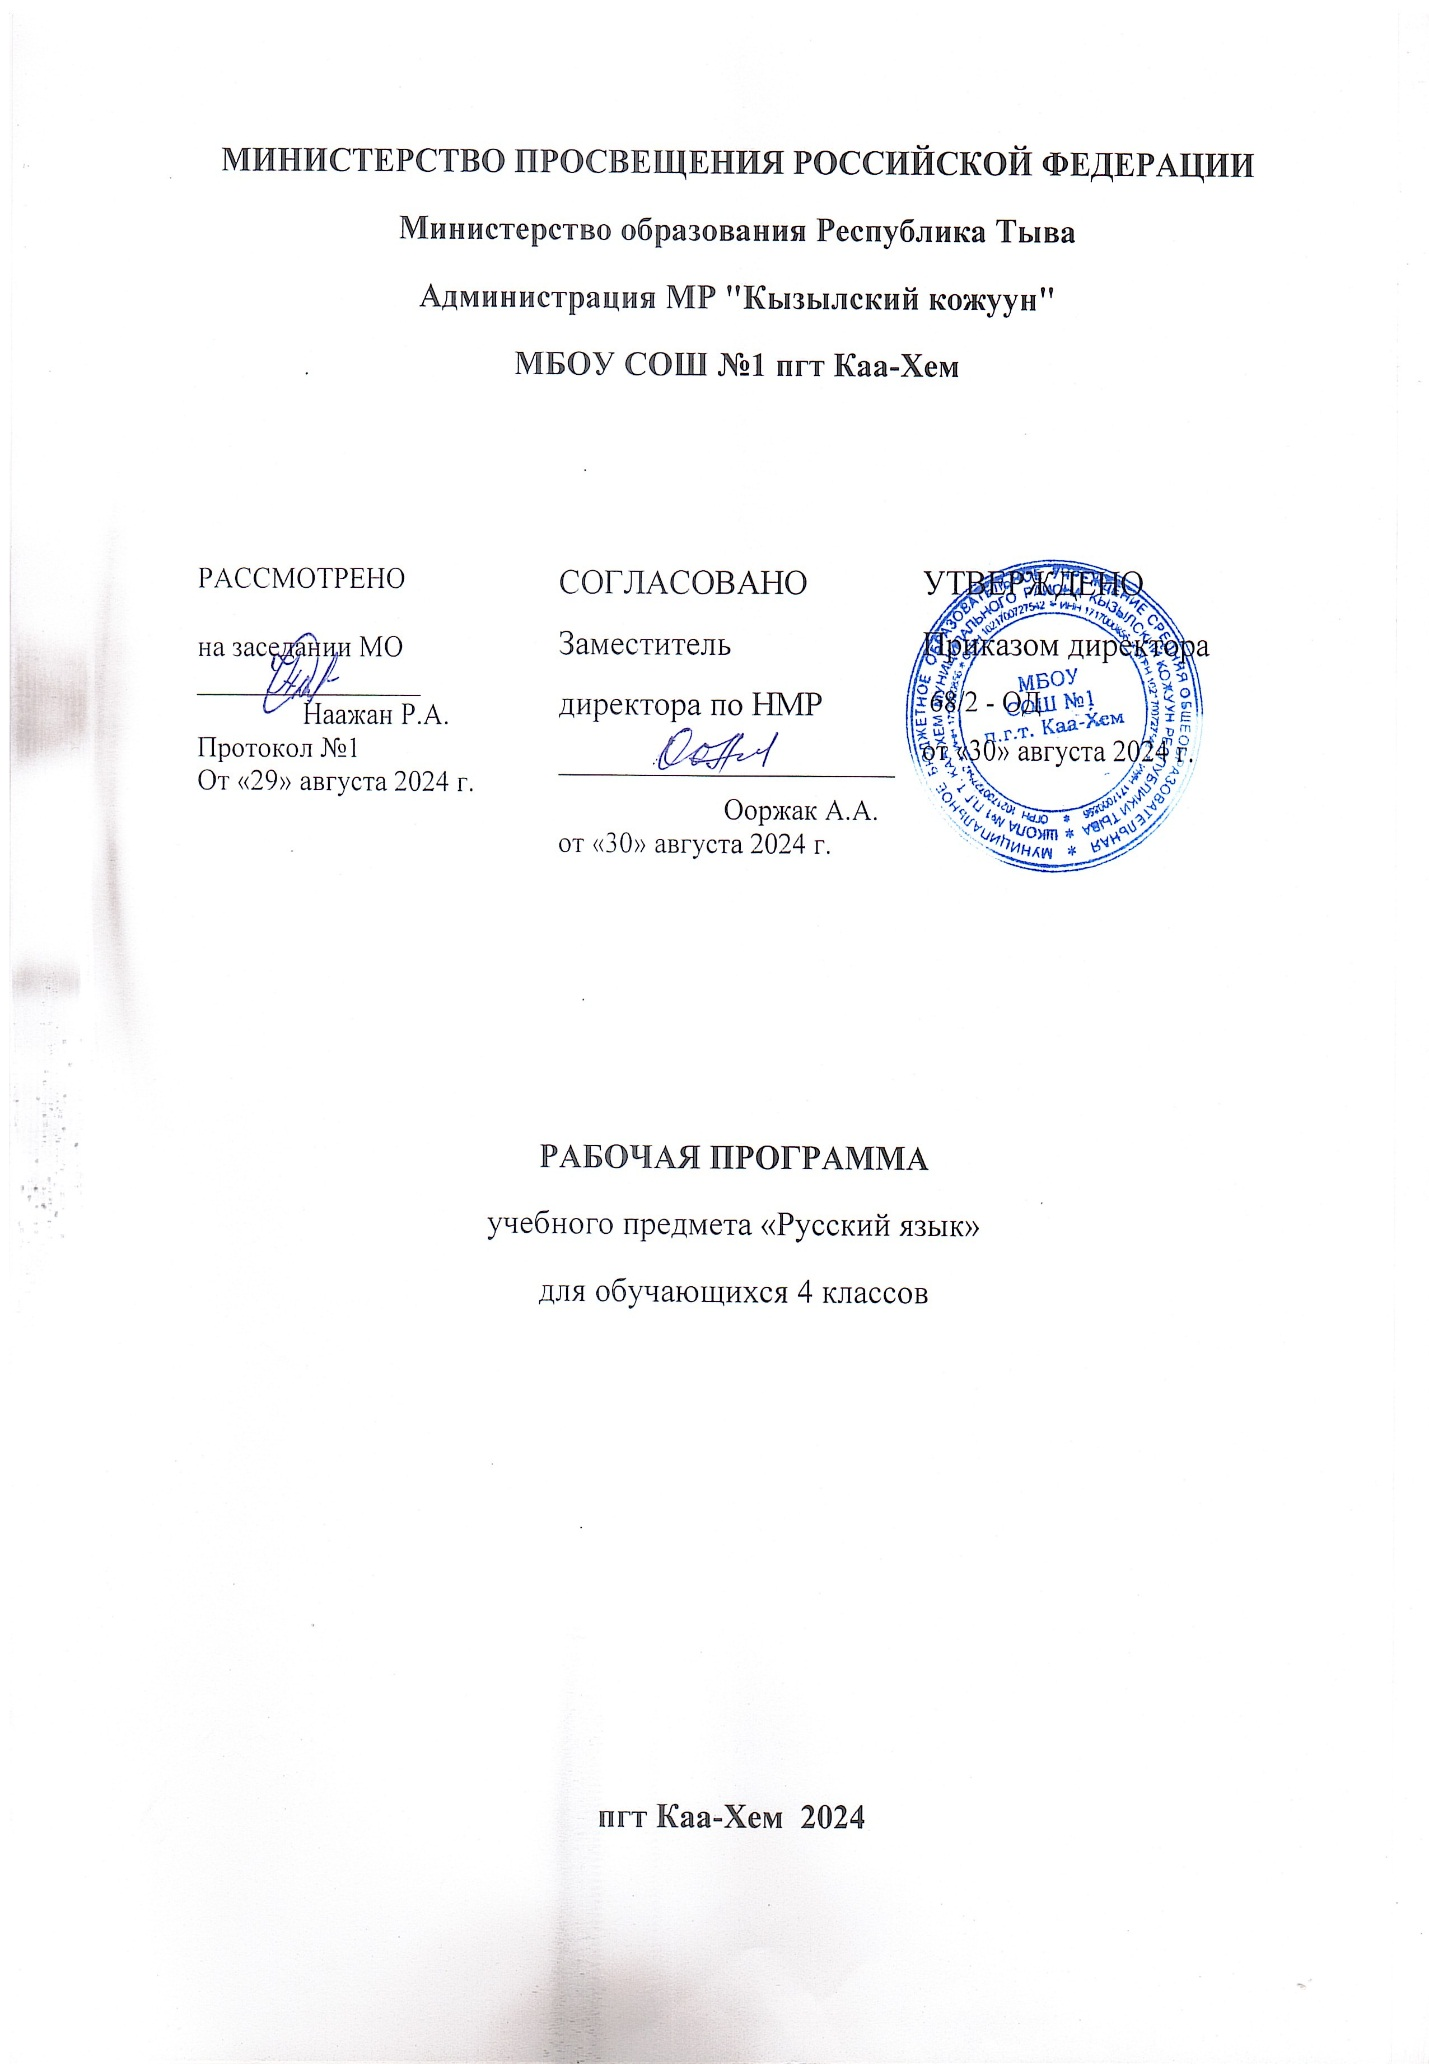 МИНИСТЕРСТВО ПРОСВЕЩЕНИЯ РОССИЙСКОЙ ФЕДЕРАЦИИ
Министерство образования Республика Тыва
Администрация МР "Кызылский кожуун"
МБОУ СОШ №1 пгт Каа-Хем
РАССМОТРЕНО
на заседании МО
Наажан Р.А.
Протокол №1
От «29» августа 2024 г.
СОГЛАСОВАНО
Заместитель
директора по НМР
Ооржак А.А.
от «30» августа 2024 г.
УТВЕРЖДЕНО
Приказом директора
68/2 - ОД
от «30» августа 2024 г.
МБОУ
СОШ №1
п.г.т. Каа-Хем
РАБОЧАЯ ПРОГРАММА
учебного предмета «Русский язык»
для обучающихся 4 классов
пгт Каа-Хем 2024